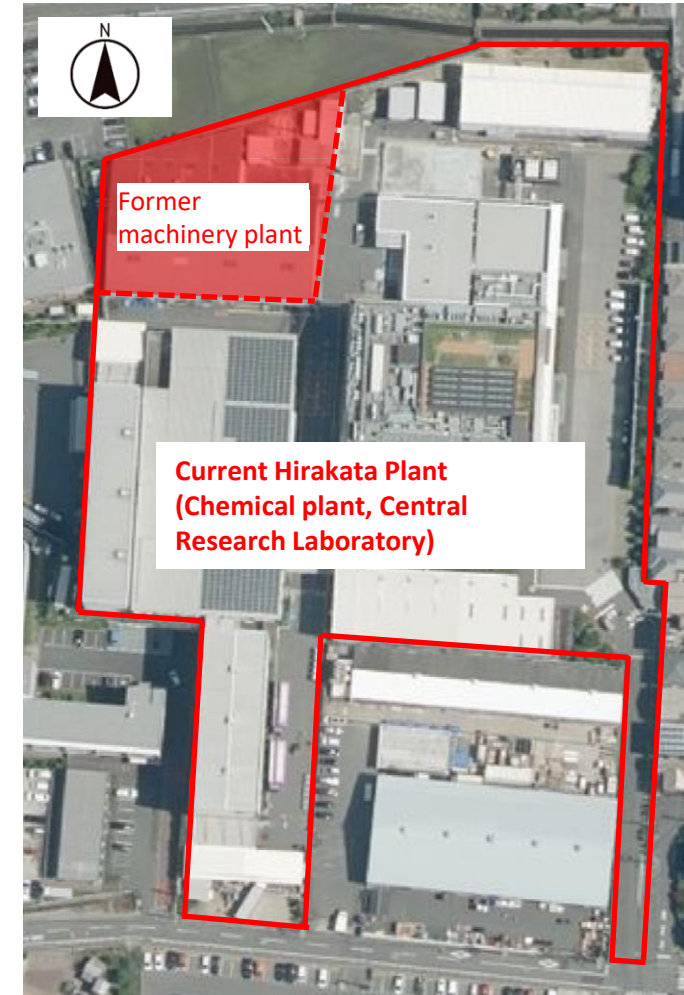 N
Former
machinery plant
Current Hirakata Plant
(Chemical plant, Central
Research Laboratory)